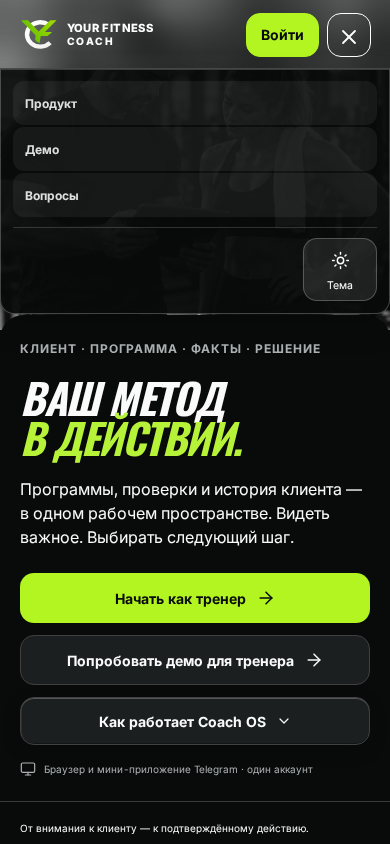 YOUR FITNESS
COACH
Войти
Продукт
Демо
Вопросы
Тема
КЛИЕНТ · ПРОГРАММА · ФАКТЫ · РЕШЕНИЕ
ВАШ МЕТОД
В ДЕЙСТВИИ.
Программы, проверки и история клиента —
в одном рабочем пространстве. Видеть
важное. Выбирать следующий шаг.
Начать как тренер
Попробовать демо для тренера
Как работает Coach OS
Браузер и мини-приложение Telegram · один аккаунт
От внимания к клиенту — к подтверждённому действию.